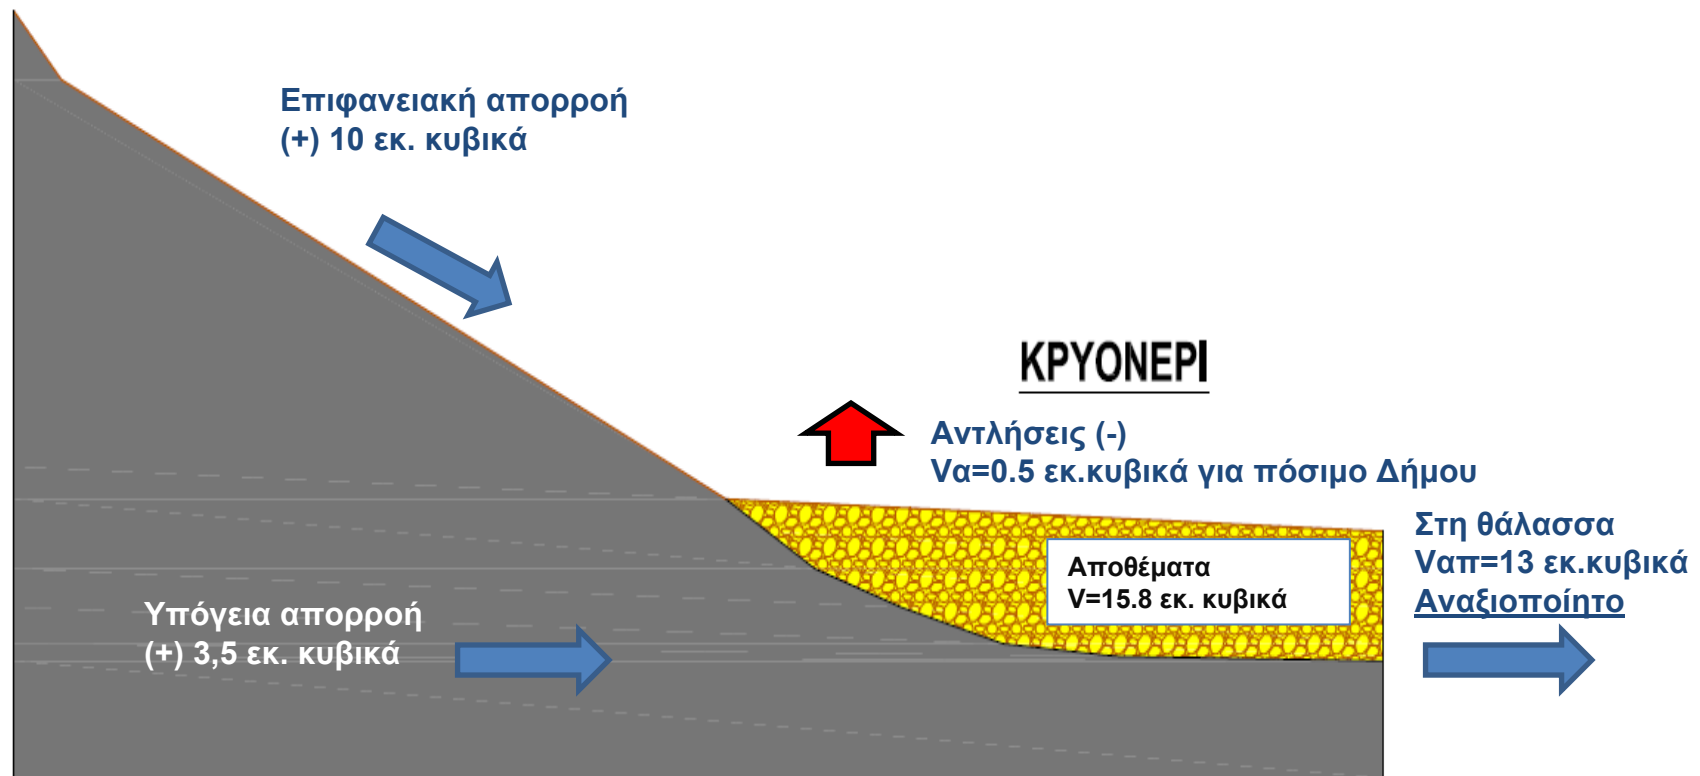 Επιφανειακή απορροή
(+) 10 εκ. κυβικά
ΚΡΥΟΝΕΡΙ
Αντλήσεις (-)
Vα=0.5 εκ.κυβικά για πόσιμο Δήμου
Στη θάλασσα
Vαπ=13 εκ.κυβικά
Αναξιοποίητο
Αποθέματα
V=15.8 εκ. κυβικά
Υπόγεια απορροή
(+) 3,5 εκ. κυβικά